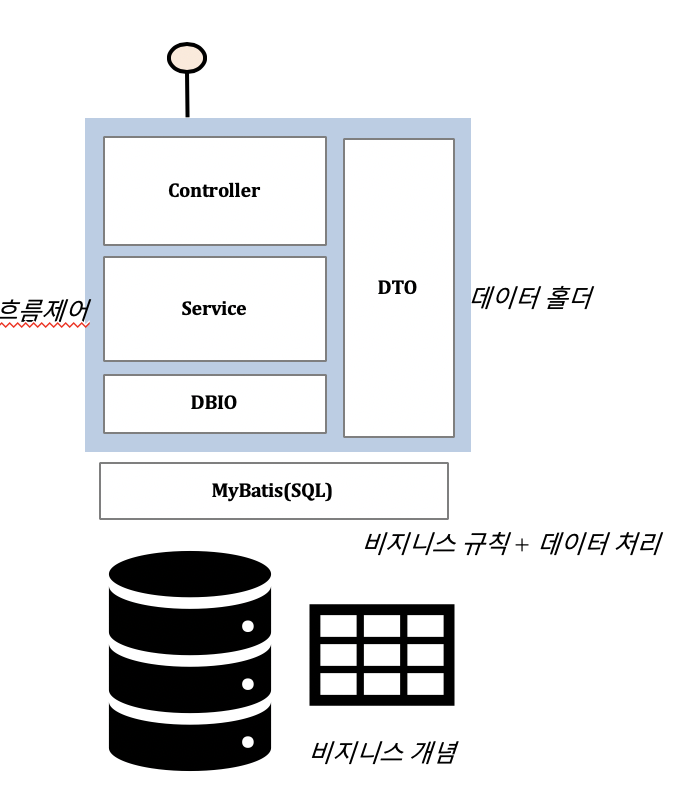 Controller
흐름제어
Service
DTO
데이터 홀더
DBIO
MyBatis(SQL)
비지니스 규칙 + 데이터 처리
비지니스 개념